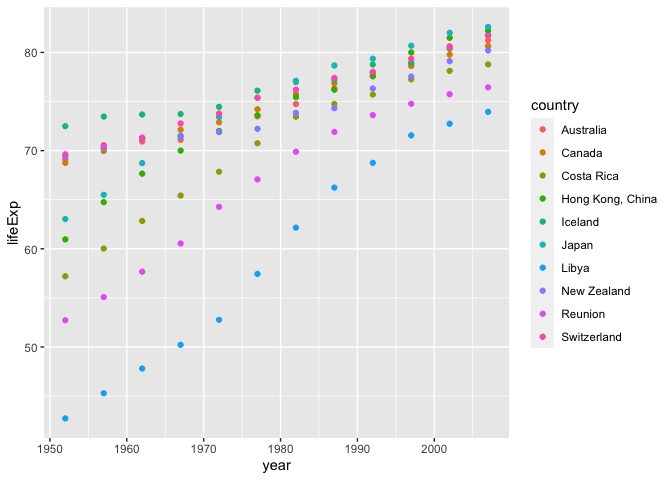 80
70
60
50
lifeExp
1950
1960
1970
1980
1990
2000
year
country
Australia
Canada
Costa Rica
Hong Kong, China
Iceland
Japan
Libya
New Zealand
Reunion
Switzerland